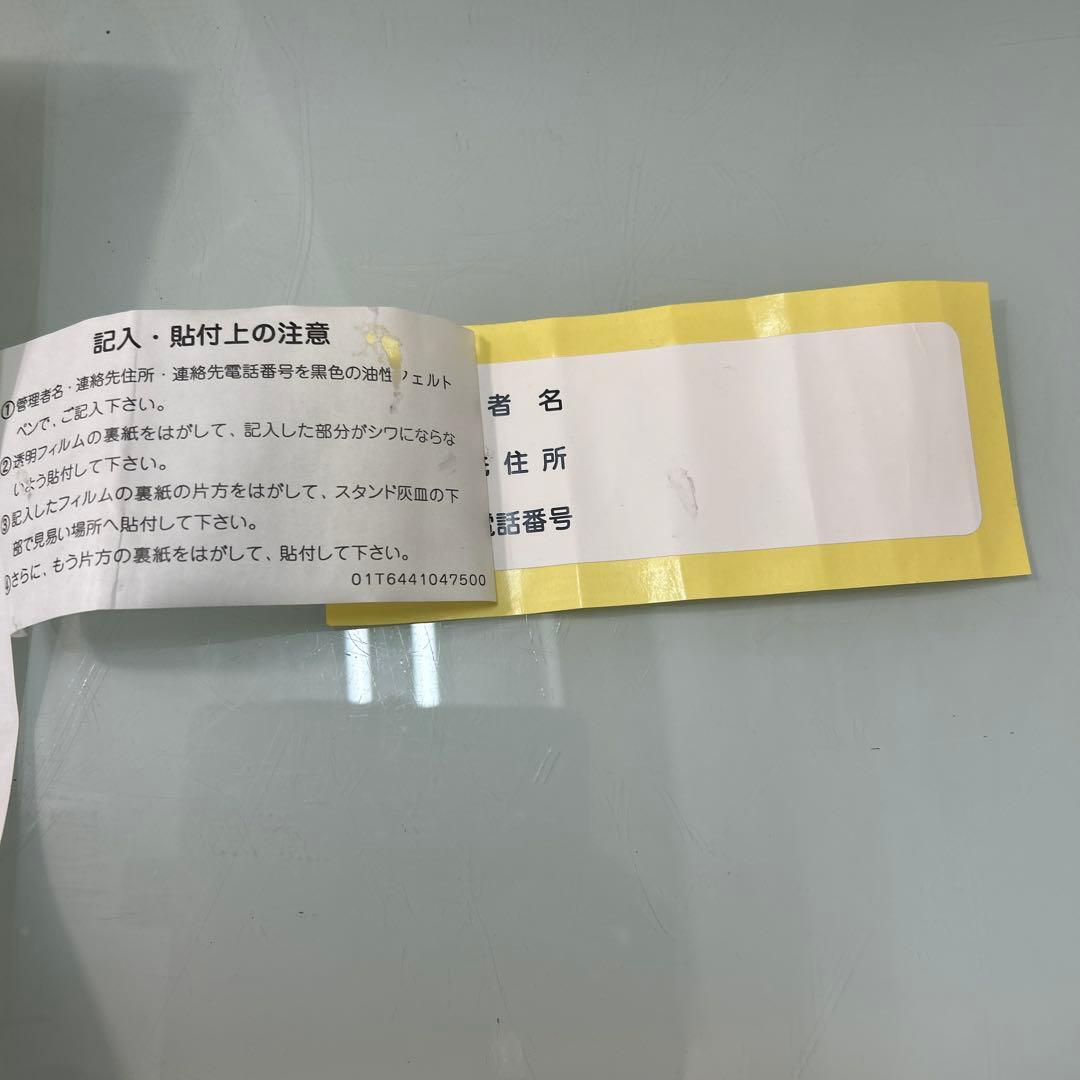 記入・貼付上の注意
①管理者名・連絡先住所・連絡先電話番号を黒色の油性フェルト
ペンで、ご記入下さい。
②透明フィルムの裏紙をはがして、記入した部分がシワにならな
いよう貼付して下さい。
③記入したフィルムの裏紙の片方をはがして、スタンド灰皿の下
部で見易い場所へ貼付して下さい。
④さらに、もう片方の裏紙をはがして、貼付して下さい。
01T6441047500
者名
住所
電話番号